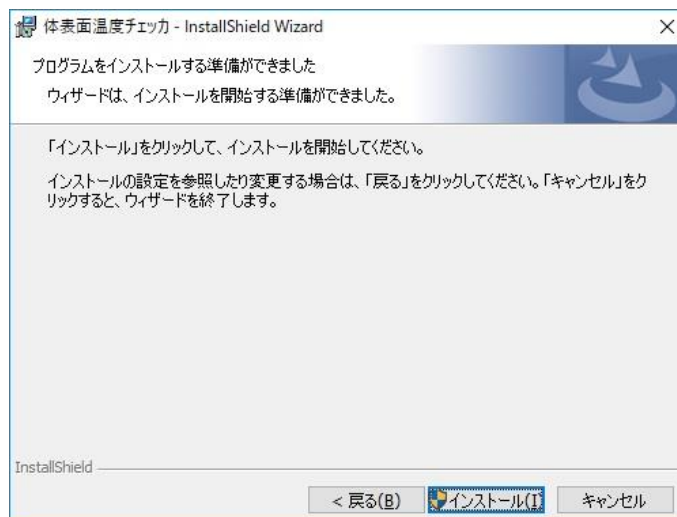 体表面温度チェッカ - InstallShield Wizard
プログラムをインストールする準備ができました
ウィザードは、インストールを開始する準備ができました。
「インストール」をクリックして、インストールを開始してください。
インストールの設定を参照したり変更する場合は、「戻る」をクリックしてください。「キャンセル」をク
リックすると、ウィザードを終了します。
InstallShield
< 戻る(B) インストール(I) キャンセル